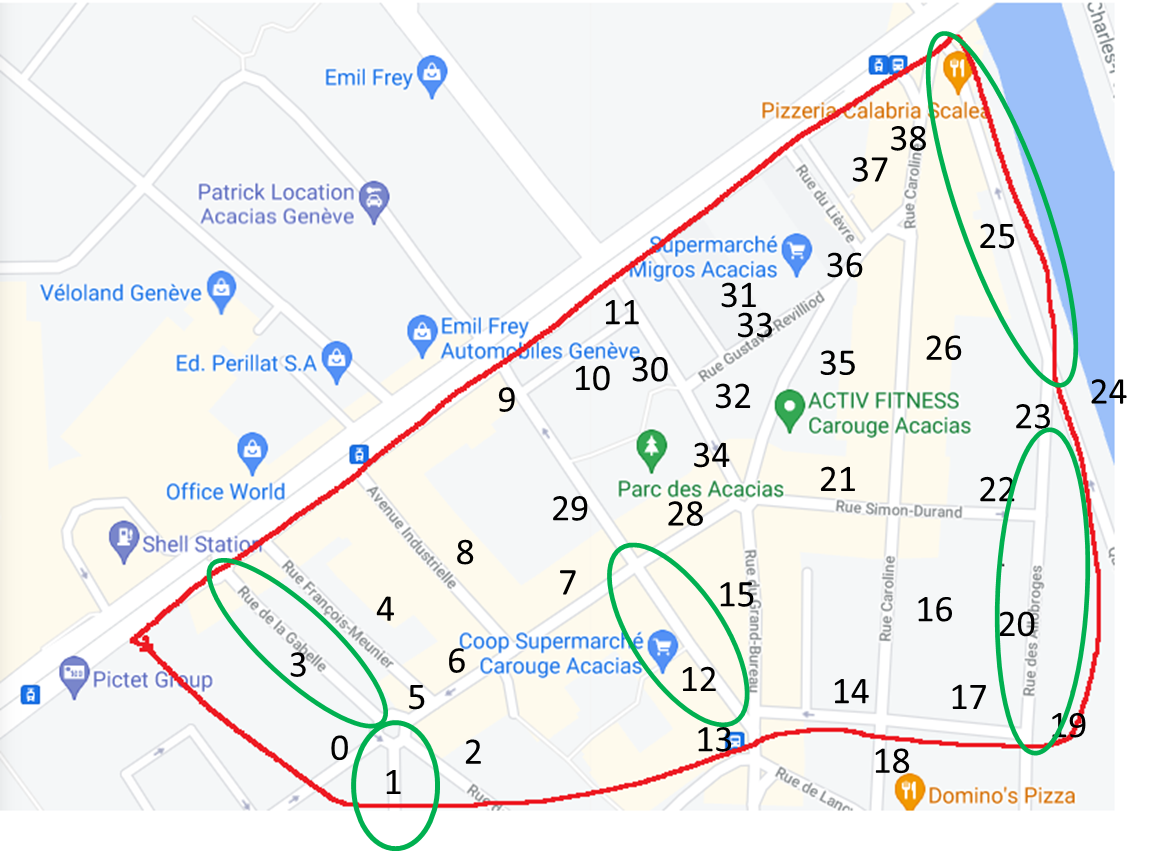 Charles-
Emil Frey
Pizzeria Calabria Scalea
38
37
Patrick Location
Acacias Genève
Rue du Lièvre
Rue Caroline
25
Supermarché
Migros Acacias
36
Véloland Genève
31
11
33
Rue Gustave-Revilliod
Emil Frey
Automobiles Genève
26
Ed. Perillat S.A
35
30
10
24
9
32
ACTIV FITNESS
Carouge Acacias
23
34
Office World
Parc des Acacias
21
22
29
28
Rue Simon-Durand
Avenue Industrielle
Shell Station
8
7
15
Rue du Grand-Bureau
Rue Caroline
Rue des Allobroges
Rue François-Meunier
Rue de la Gabelle
4
16
20
Coop Supermarché
Carouge Acacias
6
3
Pictet Group
12
5
14
17
19
0
2
13
18
1
Rue de Lanc
Domino's Pizza